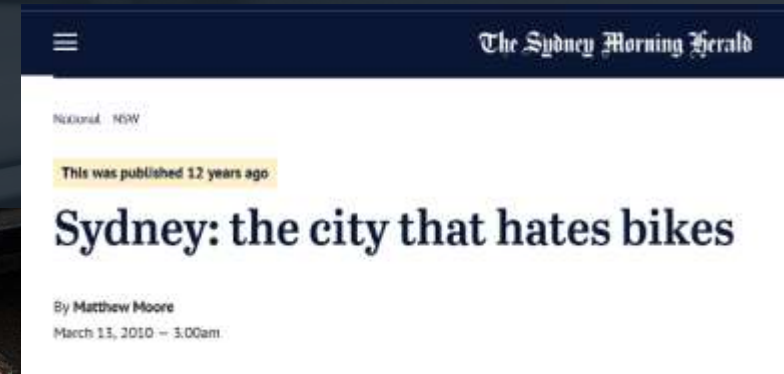 The Sydney Morning Herald
National NSW
This was published 12 years ago
Sydney: the city that hates bikes
By Matthew Moore
March 13, 2010 — 3.00am